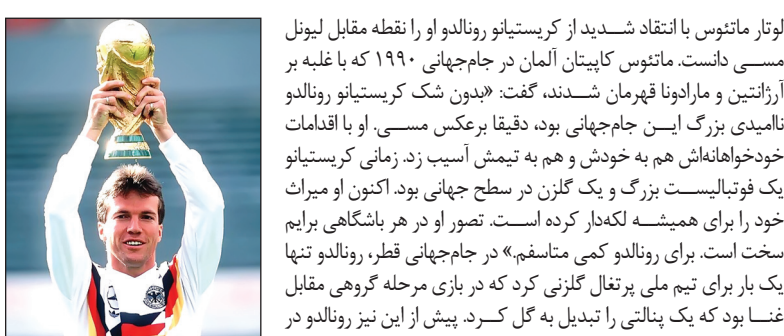 لوتار ماتئوس با انتقاد شـــدید از کریستیانو رونالدو او را نقطه مقابل لیونل
مســـی دانست. ماتئوس کاپیتان آلمان در جام‌جهانی ۱۹۹۰ که با غلبه بر
آرژانتین و مارادونا قهرمان شـــدند، گفت: «بدون شک کریستیانو رونالدو
ناامیدی بزرگ ایـــن جام‌جهانی بود، دقیقا برعکس مســـی. او با اقدامات
خودخواهانه‌اش هم به خودش و هم به تیمش آسیب زد. زمانی کریستیانو
یک فوتبالیســـت بزرگ و یک گلزن در سطح جهانی بود. اکنون او میراث
خود را برای همیشـــه لکه‌دار کرده اســـت. تصور او در هر باشگاهی برایم
سخت است. برای رونالدو کمی متاسفم.» در جام‌جهانی قطر، رونالدو تنها
یک بار برای تیم ملی پرتغال گلزنی کرد که در بازی مرحله گروهی مقابل
غنـــا بود که یک پنالتی را تبدیل به گل کـــرد. پیش از این نیز رونالدو در